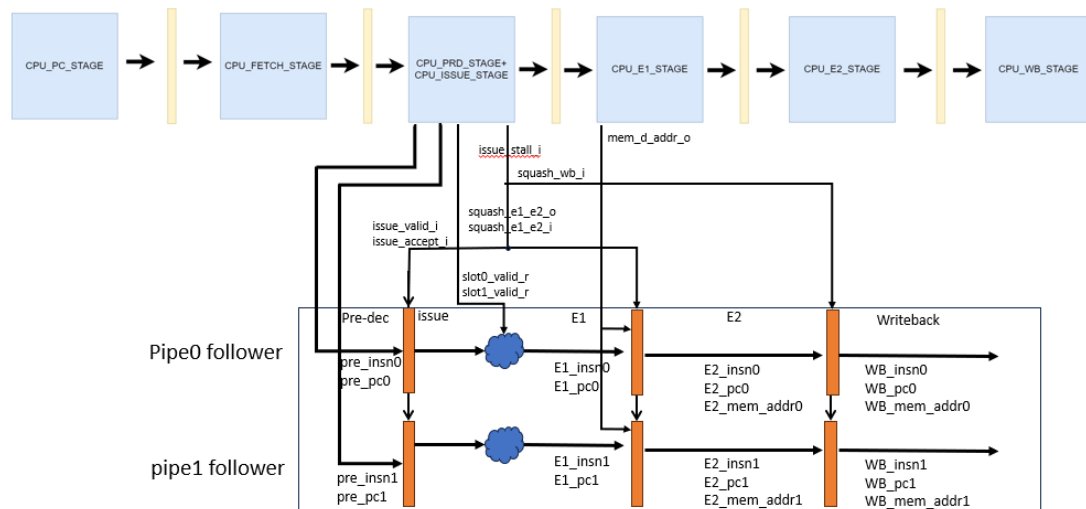 CPU_PC_STAGE
CPU_FETCH_STAGE
CPU_PRD_STAGE+
CPU_ISSUE_STAGE
CPU_E1_STAGE
CPU_E2_STAGE
CPU_WB_STAGE
mem_d_addr_o
issue_stall_i
squash_wb_i
squash_e1_e2_o
squash_e1_e2_i
issue_valid_i
issue_accept_i
slot0_valid_r
slot1_valid_r
Pre-dec
issue
E1
E2
Writeback
Pipe0 follower
pre_insn0
pre_pc0
E1_insn0
E1_pc0
E2_insn0
E2_pc0
E2_mem_addr0
WB_insn0
WB_pc0
WB_mem_addr0
pipe1 follower
pre_insn1
pre_pc1
E1_insn1
E1_pc1
E2_insn1
E2_pc1
E2_mem_addr1
WB_insn1
WB_pc1
WB_mem_addr1